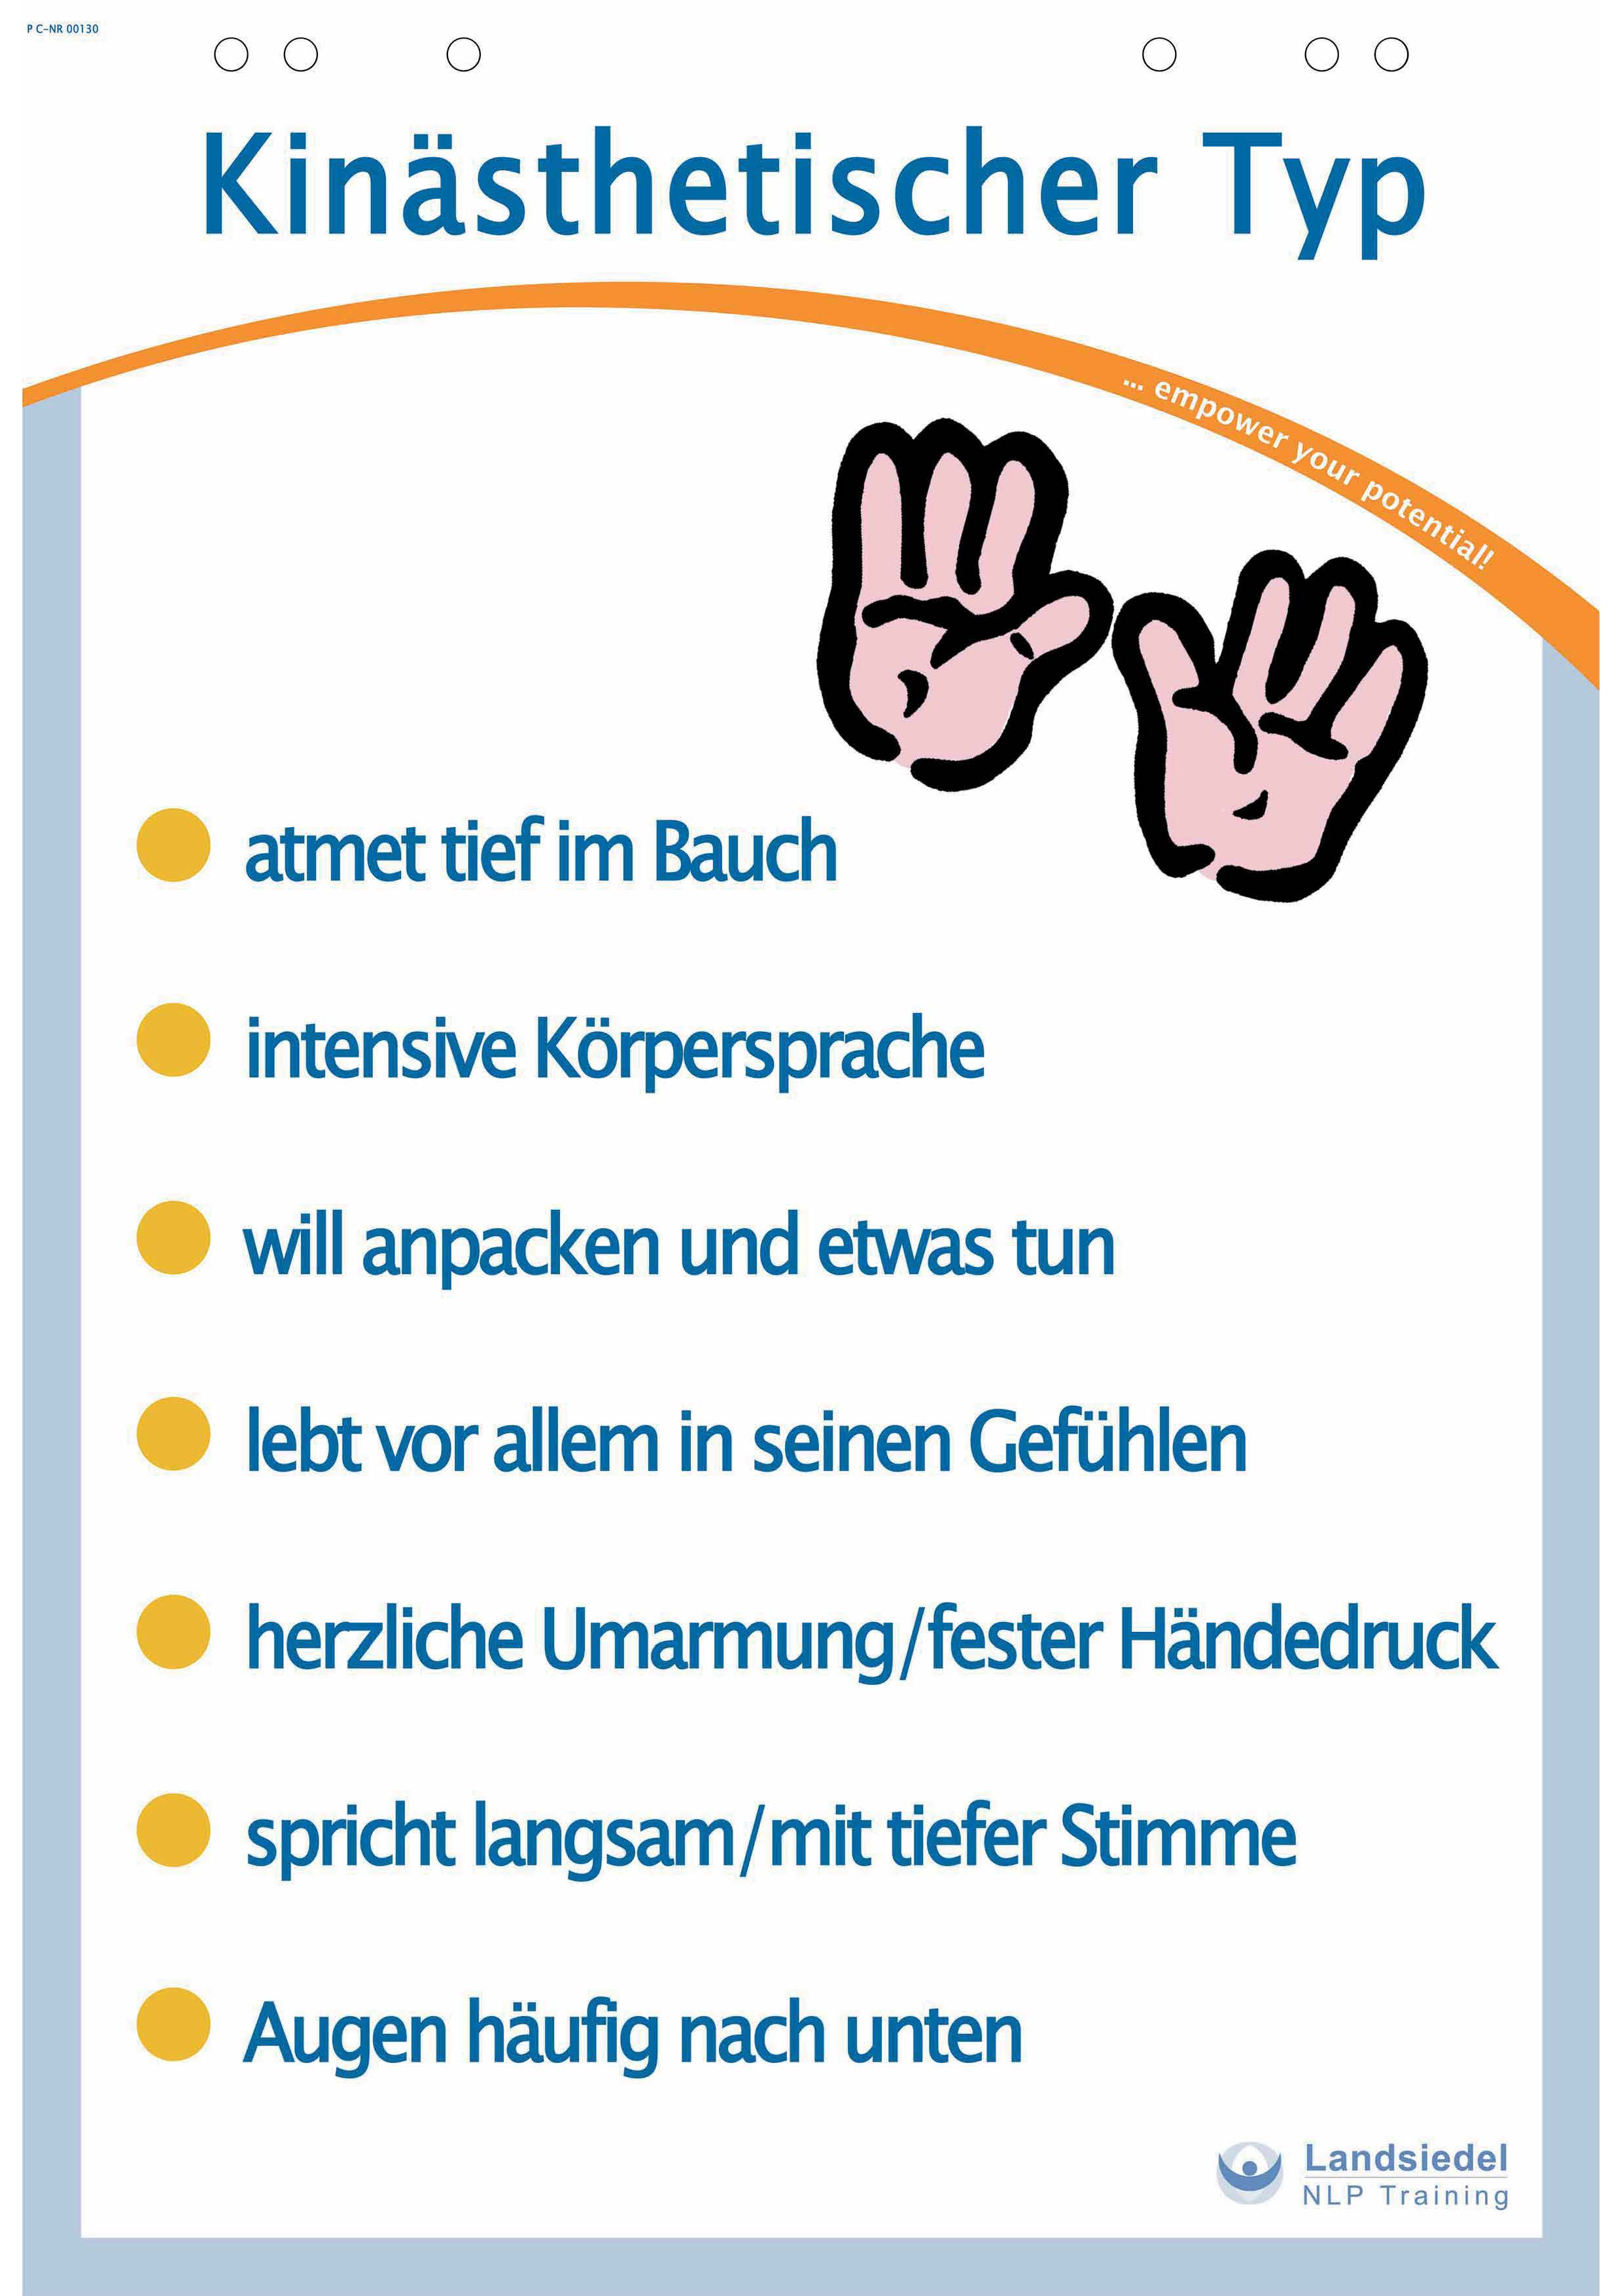 P C-NR 00130
Kinästhetischer Typ
... empower your potential!
atmet tief im Bauch
intensive Körpersprache
will anpacken und etwas tun
lebt vor allem in seinen Gefühlen
herzliche Umarmung/fester Händedruck
spricht langsam/mit tiefer Stimme
Augen häufig nach unten
Landsiedel
NLP Training